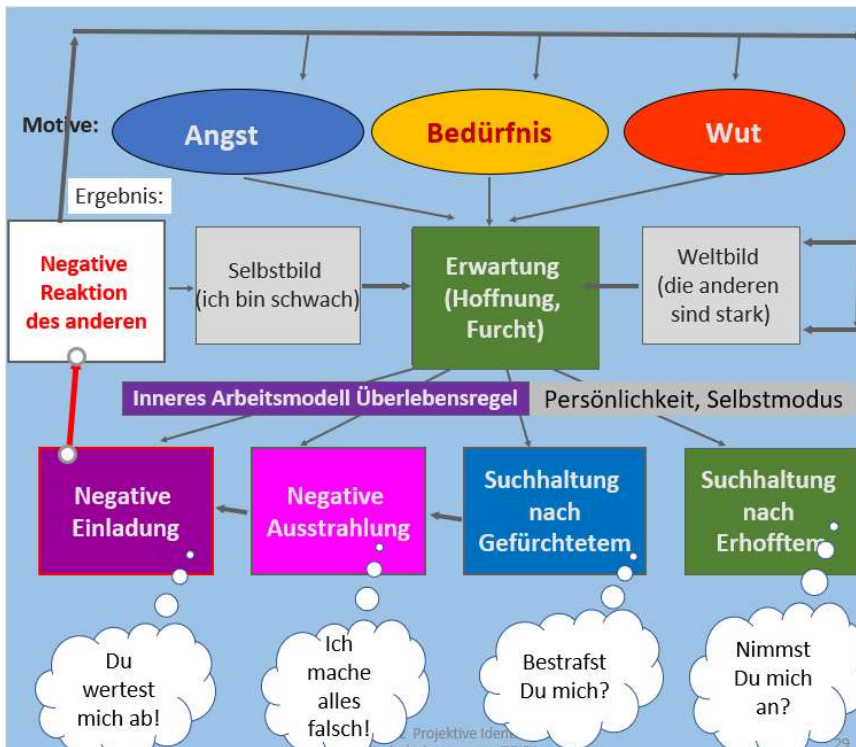 Motive:
Angst
Bedürfnis
Wut
Ergebnis:
Negative
Reaktion
des anderen
Selbstbild
(ich bin schwach)
Erwartung
(Hoffnung,
Furcht)
Weltbild
(die anderen
sind stark)
Inneres Arbeitsmodell Überlebensregel
Persönlichkeit, Selbstmodus
Negative
Einladung
Negative
Ausstrahlung
Suchhaltung
nach
Gefürchtetem
Suchhaltung
nach
Erhofftem
Du
wertest
mich ab!
Ich
mache
alles
falsch!
Bestrafst
Du mich?
Nimmst
Du mich
an?
Projektive
29